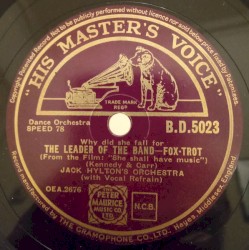 "HIS MASTER'S VOICE"
TRADE MARK
REGD
Dance Orchestra
SPEED 78
B.D.5023
Why did she fall for
THE LEADER OF THE BAND—FOX-TROT
(From the Film: "She shall have music")
(Kennedy & Carr)
JACK HYLTON'S ORCHESTRA
(with Vocal Refrain)
OEA.2676
PETER
MAURICE
MUSIC CO.
LTD
N.C.B.
THE GRAMOPHONE CO., LTD. Hayes, Middlesex, England